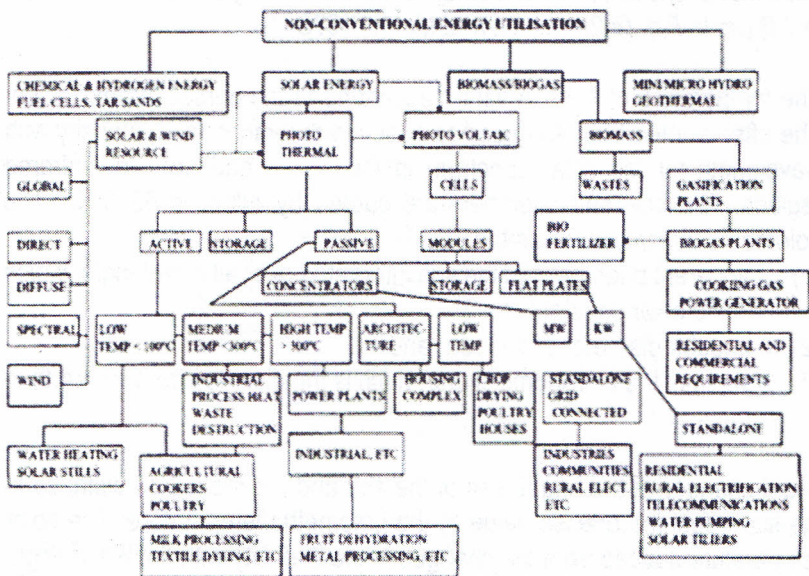 NON-CONVENTIONAL ENERGY UTILISATION
CHEMICAL & HYDROGEN ENERGY
FUEL CELLS, TAR SANDS
SOLAR ENERGY
BIOMASS/BIOGAS
MINI MICRO HYDRO
GEOTHERMAL
SOLAR & WIND
RESOURCE
PHOTO
THERMAL
PHOTO VOLTAIC
BIOMASS
GLOBAL
CELLS
WASTES
GASIFICATION
PLANTS
DIRECT
ACTIVE
STORAGE
PASSIVE
MODULES
BIO
FERTILIZER
BIOGAS PLANTS
DIFFUSE
CONCENTRATORS
STORAGE
FLAT PLATES
COOKING GAS
POWER GENERATOR
SPECTRAL
LOW
TEMP < 100°C
MEDIUM
TEMP <300°C
HIGH TEMP
> 300°C
ARCHITEC-
TURE
LOW
TEMP
MW
KW
RESIDENTIAL AND
COMMERCIAL
REQUIREMENTS
WIND
INDUSTRIAL
PROCESS HEAT
WASTE
DESTRUCTION
POWER PLANTS
HOUSING
COMPLEX
CROP
DRYING
POULTRY
HOUSES
STANDALONE
GRID
CONNECTED
STANDALONE
WATER HEATING
SOLAR STILLS
AGRICULTURAL
COOKERS
POULTRY
INDUSTRIAL, ETC
INDUSTRIES
COMMUNITIES
RURAL ELECT
ETC.
RESIDENTIAL
RURAL ELECTRIFICATION
TELECOMMUNICATIONS
WATER PUMPING
SOLAR TILIERS
MILK PROCESSING
TEXTILE DYTING, ETC
FRUIT DEHYDRATION
METAL PROCESSING, ETC